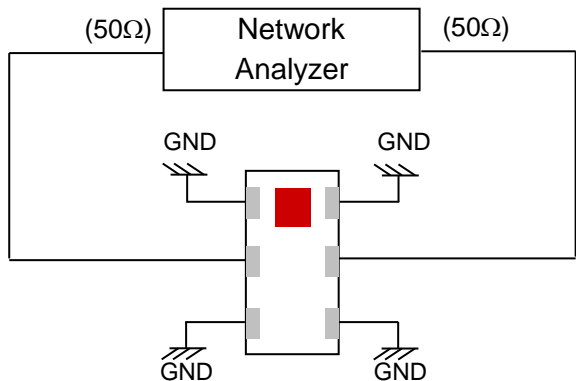 (50Ω)
Network
Analyzer
(50Ω)
GND
GND
GND
GND